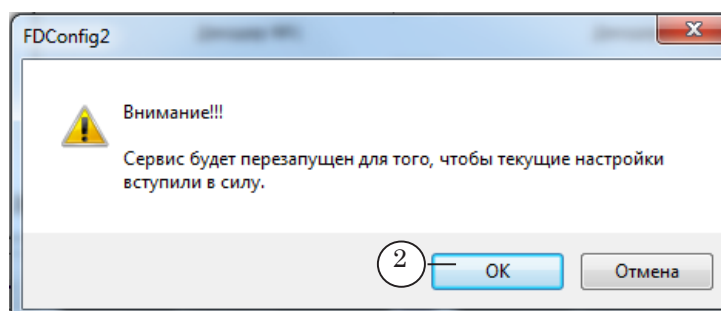 FDConfig2
Внимание!!!
Сервис будет перезапущен для того, чтобы текущие настройки
вступили в силу.
2
OK
Отмена